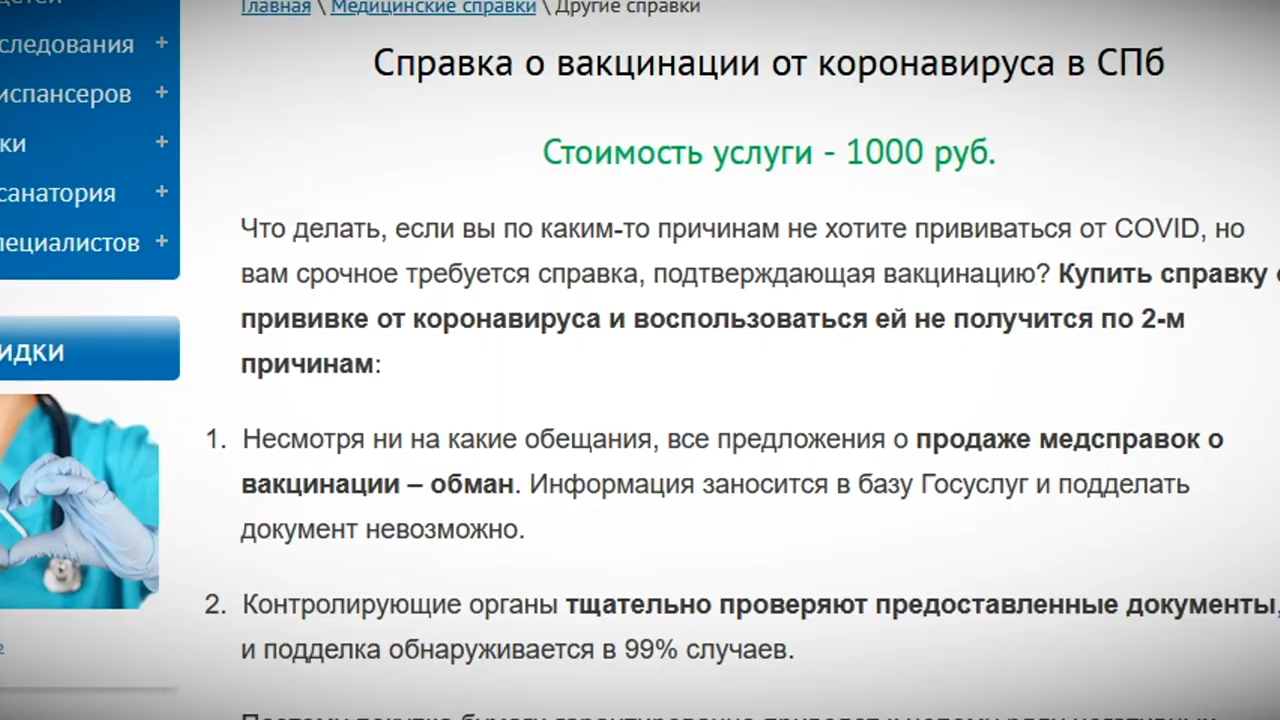 Главная \ Медицинские справки \ Другие справки
Справка о вакцинации от коронавируса в СПб
Стоимость услуги - 1000 руб.
Что делать, если вы по каким-то причинам не хотите прививаться от COVID, но
вам срочное требуется справка, подтверждающая вакцинацию? Купить справку о
прививке от коронавируса и воспользоваться ей не получится по 2-м
причинам:
1. Несмотря ни на какие обещания, все предложения о продаже медсправок о
вакцинации – обман. Информация заносится в базу Госуслуг и подделать
документ невозможно.
2. Контролирующие органы тщательно проверяют предоставленные документы,
и подделка обнаруживается в 99% случаев.
следования +
испансеров +
ки +
санатория +
пециалистов +
идки